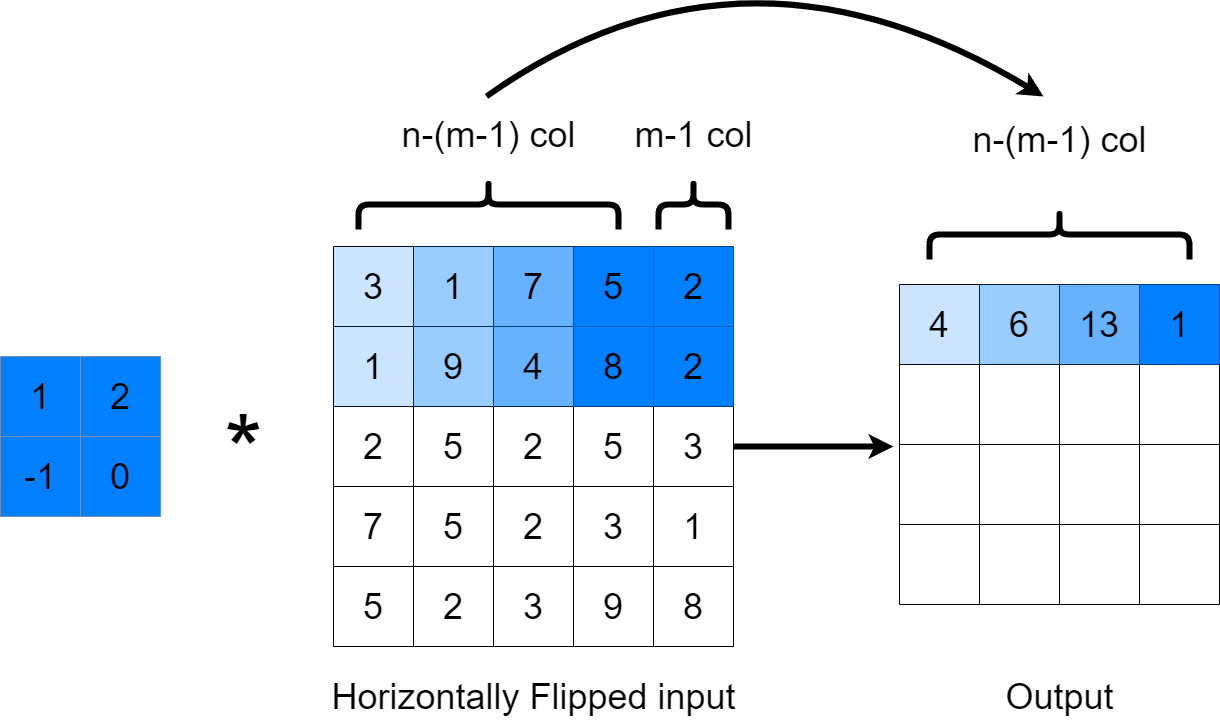 n-(m-1) col m-1 col n-(m-1) col
3 1 7 5 2
1 9 4 8 2
2 5 2 5 3
7 5 2 3 1
5 2 3 9 8
1 2
-1 0
*
4 6 13 1
Horizontally Flipped input
Output